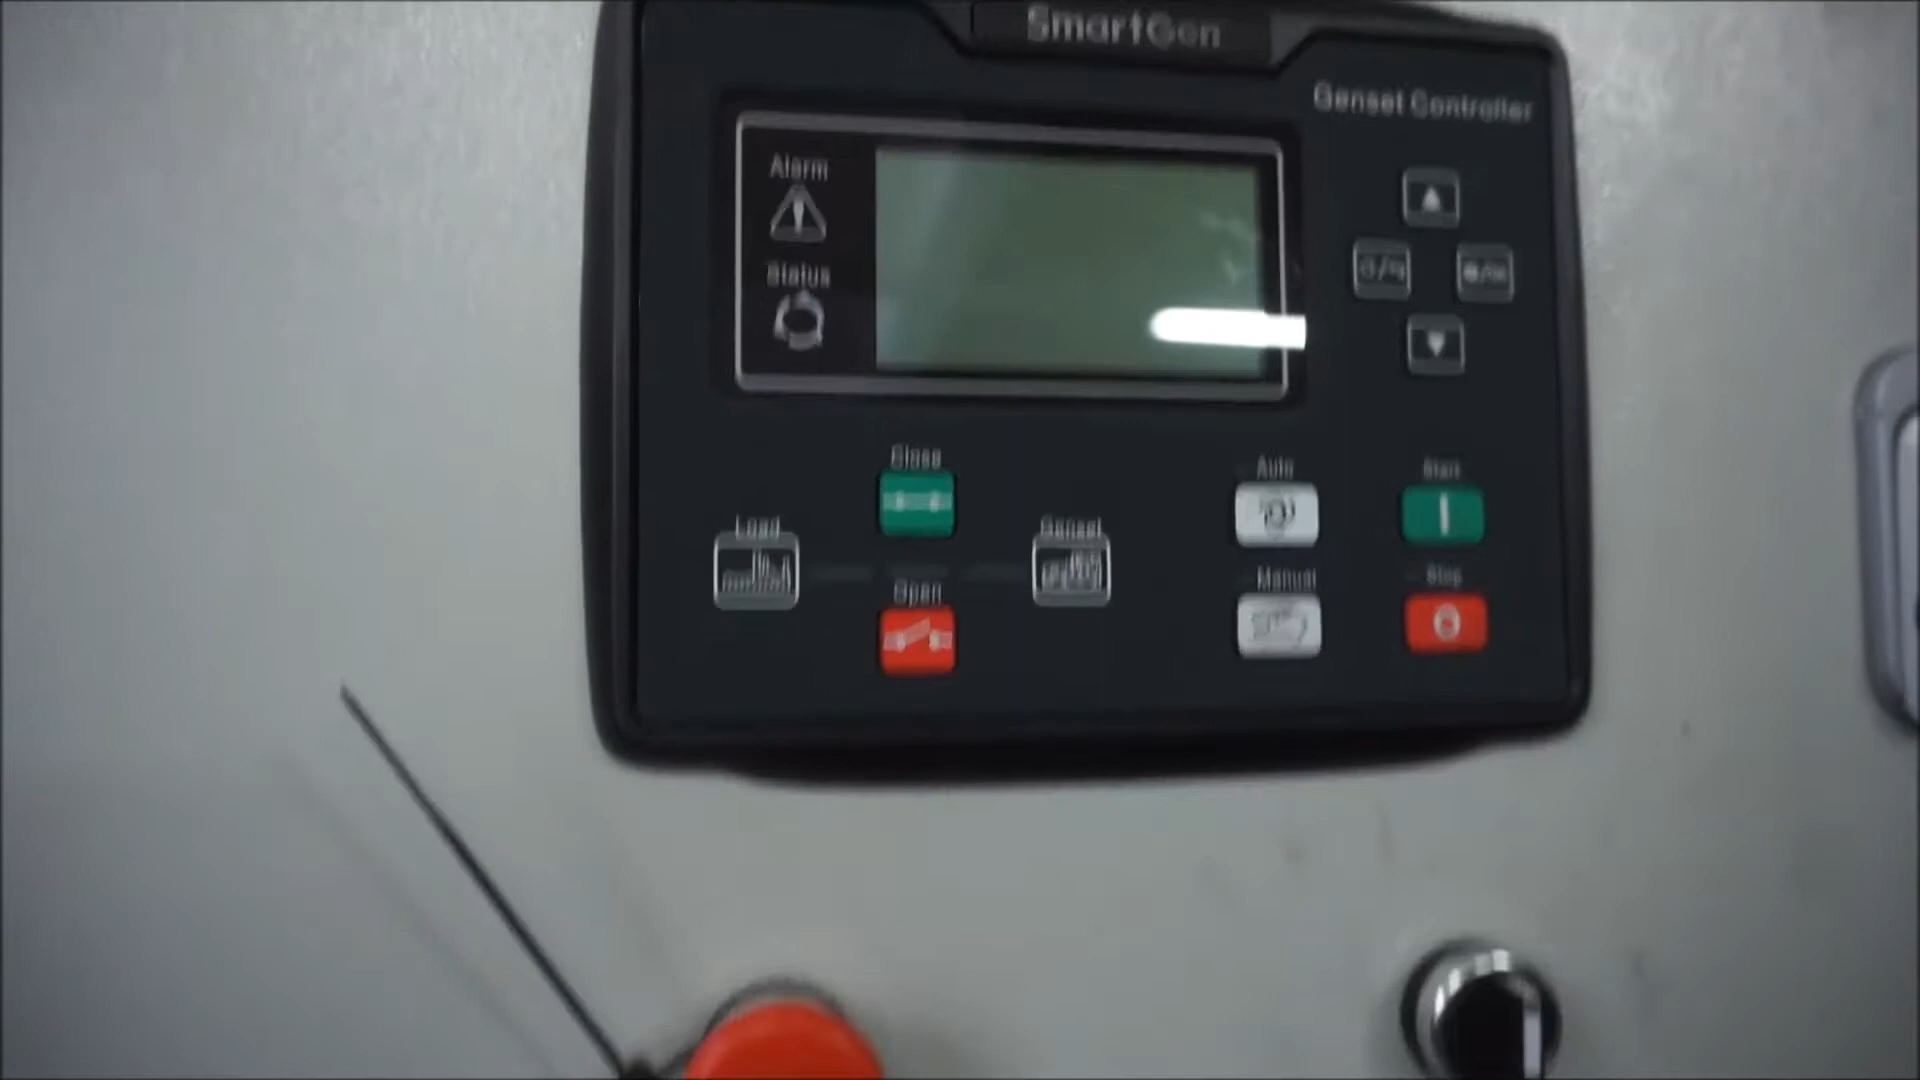 SmartGen
Genset Controller
Alarm
Status
Close
Load
Genset
Open
Auto
Start
Manual
Stop